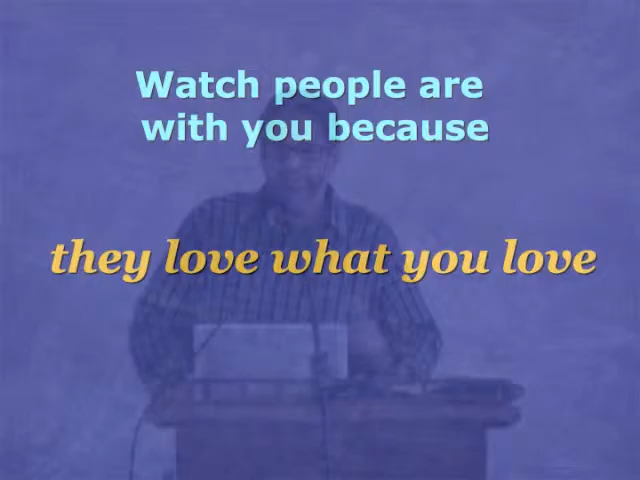 Watch people are
with you because
they love what you love